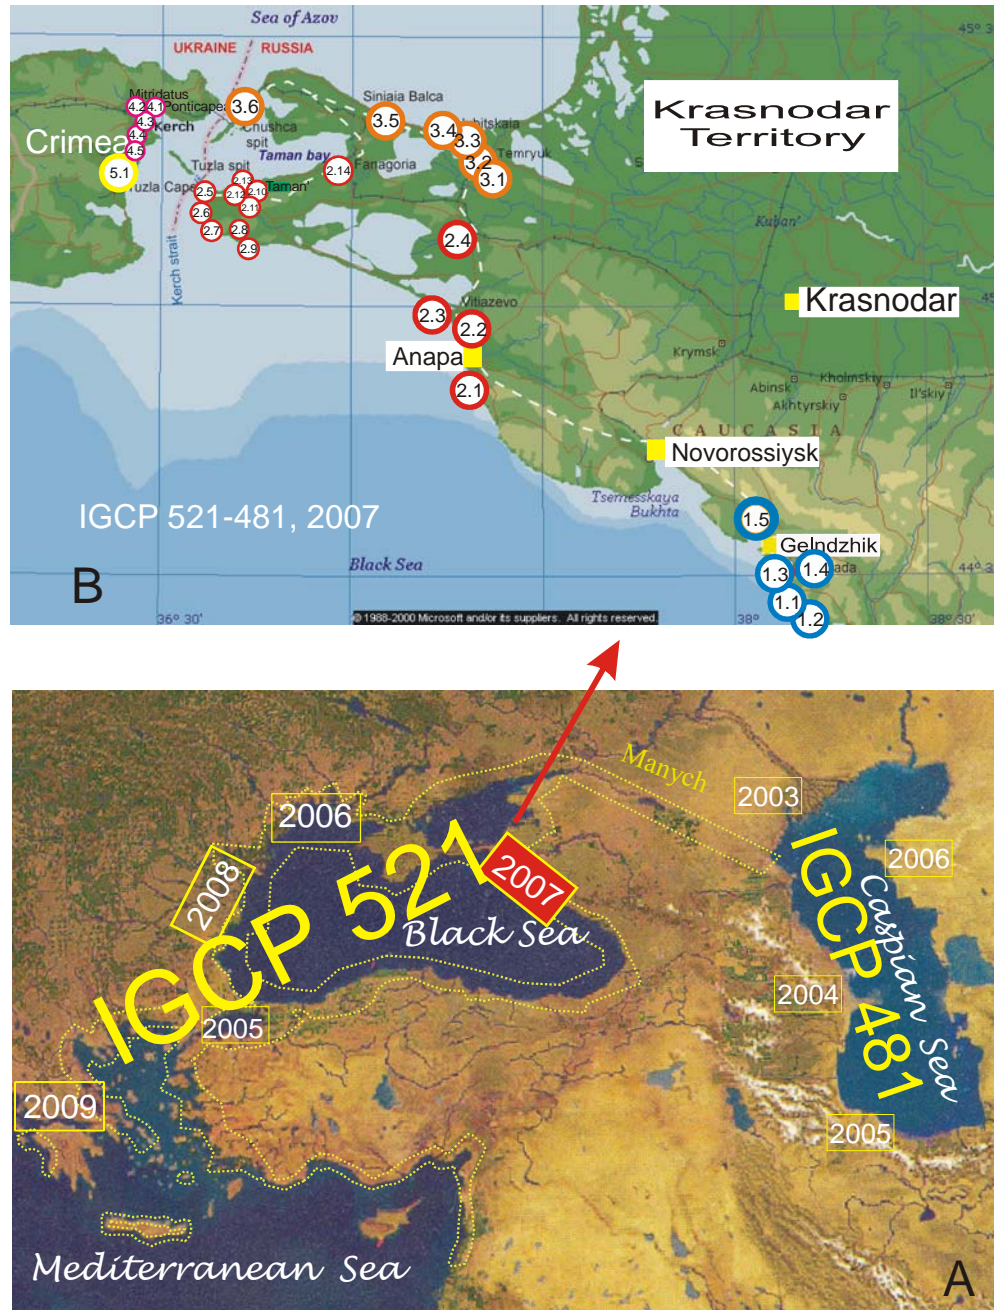 Sea of Azov
45° 3
UKRAINE RUSSIA
Mitridatus
4.2 4.1 Ponticapea
4.3 Kerch
4.4
4.5
Crimea
5.1
3.6
Chushca
spit
Siniaia Balca
3.5
3.4
3.3
3.2
3.1
Temryuk
Krasnodar
Territory
Tuzla spit
Taman bay
2.14
Fanagoria
Tuzla Cape
2.5
2.13
2.12
2.10
Taman'
2.11
2.6
2.7
2.8
2.9
Kerch strait
2.4
Kuban'
Vitiazevo
2.3
2.2
Krasnodar
45
Anapa
2.1
Krymsk
Abinsk
Kholmskiy
Akhtyrskiy
Il'skiy
CAUCASIA
Novorossiysk
Tsemesskaya
Bukhta
IGCP 521-481, 2007
1.5
Gelndzhik
1.3
1.4
1.1
1.2
Black Sea
44° 3
B
36° 30'
© 1988-2000 Microsoft and/or its suppliers. All rights reserved.
38°
38° 30'
Manych
2003
2006
2006
2008
IGCP 521
2007
Black Sea
IGCP 481
Caspian Sea
2004
2005
2009
2005
Mediterranean Sea
A